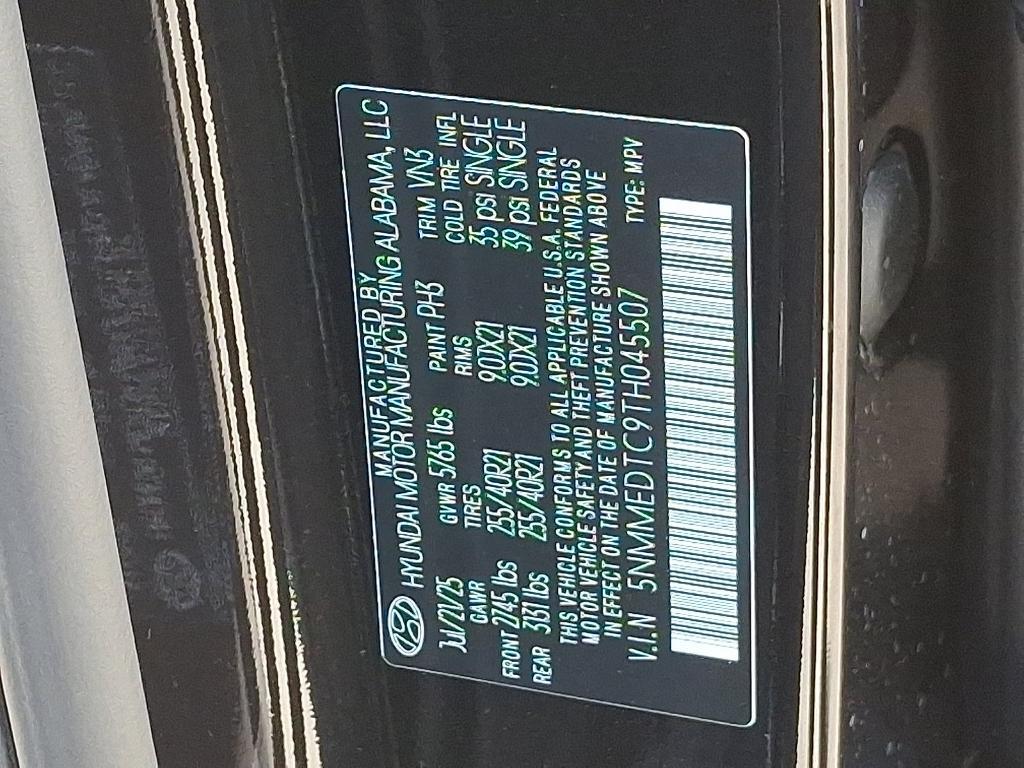 MANUFACTURED BY
HYUNDAI MOTOR MANUFACTURING ALABAMA, LLC
Jul/21/25 GVWR 5765 lbs PAINT PH3 TRIM VN3
GAWR TIRES RIMS COLD TIRE INFL
FRONT 2745 lbs 255/40R21 9.0JX21 35 psi SINGLE
REAR 3131 lbs 255/40R21 9.0JX21 39 psi SINGLE
THIS VEHICLE CONFORMS TO ALL APPLICABLE U.S.A. FEDERAL
MOTOR VEHICLE SAFETY AND THEFT PREVENTION STANDARDS
IN EFFECT ON THE DATE OF MANUFACTURE SHOWN ABOVE
V.I.N 5NMMEDTC9TH045507 TYPE: MPV